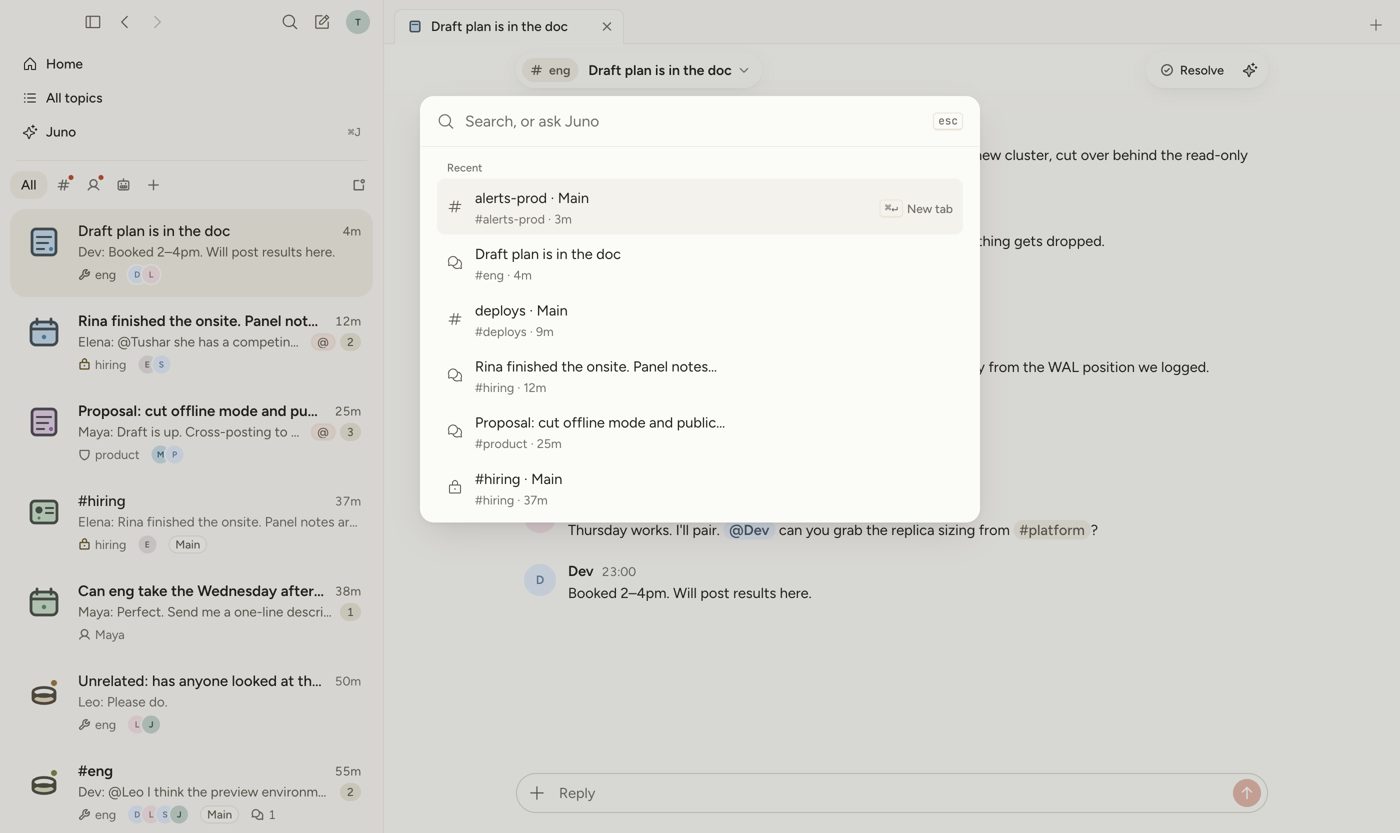 T
Home
All topics
Juno ⌘J
All
Draft plan is in the doc 4m
Dev: Booked 2–4pm. Will post results here.
eng D L
Rina finished the onsite. Panel not... 12m
Elena: @Tushar she has a competin... @ 2
hiring E S
Proposal: cut offline mode and pu... 25m
Maya: Draft is up. Cross-posting to ... @ 3
product M P
#hiring 37m
Elena: Rina finished the onsite. Panel notes ar...
hiring E Main
Can eng take the Wednesday after... 38m
Maya: Perfect. Send me a one-line descri... 1
Maya
Unrelated: has anyone looked at th... 50m
Leo: Please do.
eng L J
#eng 55m
Dev: @Leo I think the preview environm... 2
eng D L S J Main 1
Draft plan is in the doc
# eng Draft plan is in the doc
Resolve
Search, or ask Juno esc
Recent
# alerts-prod · Main
#alerts-prod · 3m
⌘↵ New tab
Draft plan is in the doc
#eng · 4m
# deploys · Main
#deploys · 9m
Rina finished the onsite. Panel notes...
#hiring · 12m
Proposal: cut offline mode and public...
#product · 25m
#hiring · Main
#hiring · 37m
new cluster, cut over behind the read-only
thing gets dropped.
y from the WAL position we logged.
Thursday works. I'll pair. @Dev can you grab the replica sizing from #platform ?
D Dev 23:00
Booked 2–4pm. Will post results here.
Reply